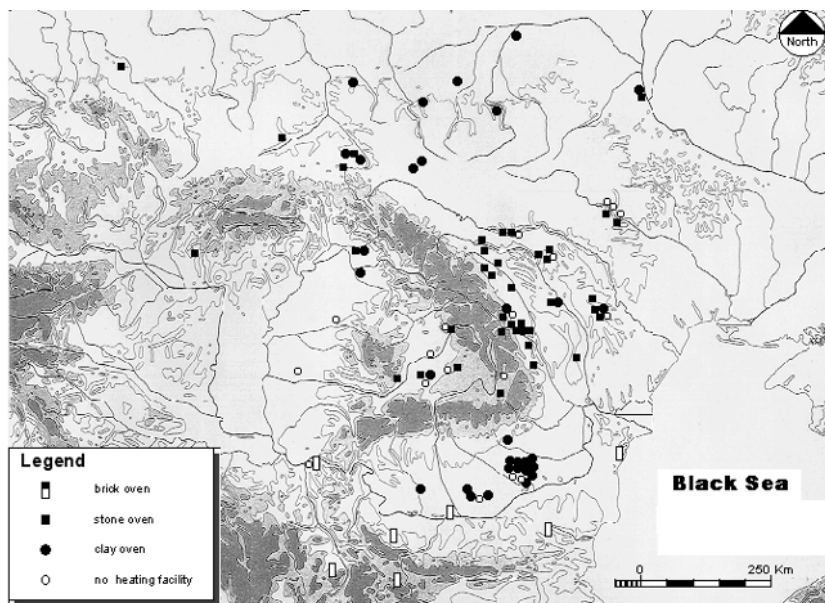 North
Legend
brick oven
stone oven
clay oven
no heating facility
Black Sea
0 250 Km